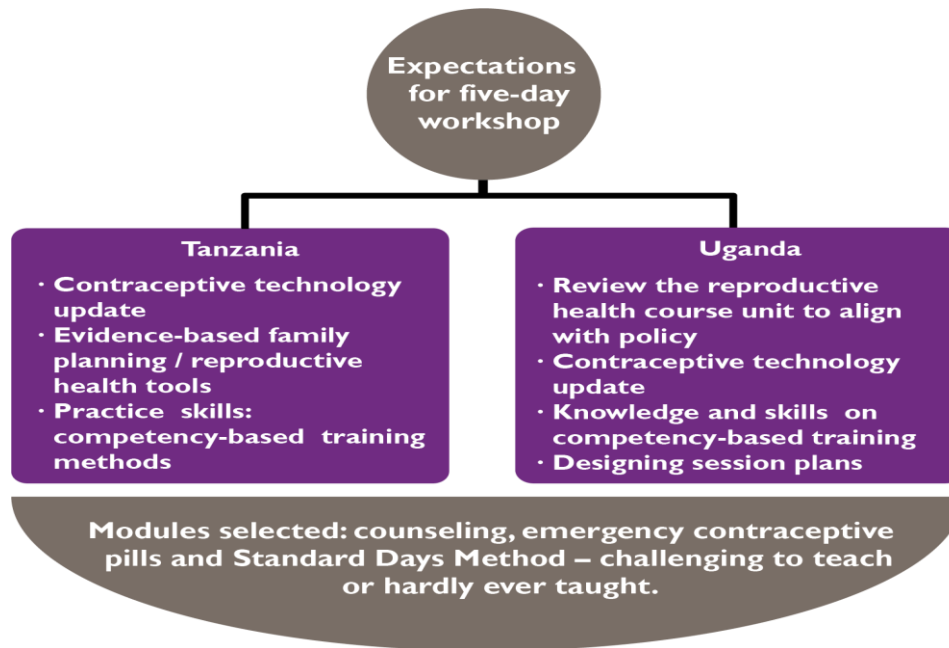 Expectations
for five-day
workshop
Tanzania
· Contraceptive technology
update
· Evidence-based family
planning / reproductive
health tools
· Practice skills:
competency-based training
methods
Uganda
· Review the reproductive
health course unit to align
with policy
· Contraceptive technology
update
· Knowledge and skills on
competency-based training
· Designing session plans
Modules selected: counseling, emergency contraceptive
pills and Standard Days Method – challenging to teach
or hardly ever taught.